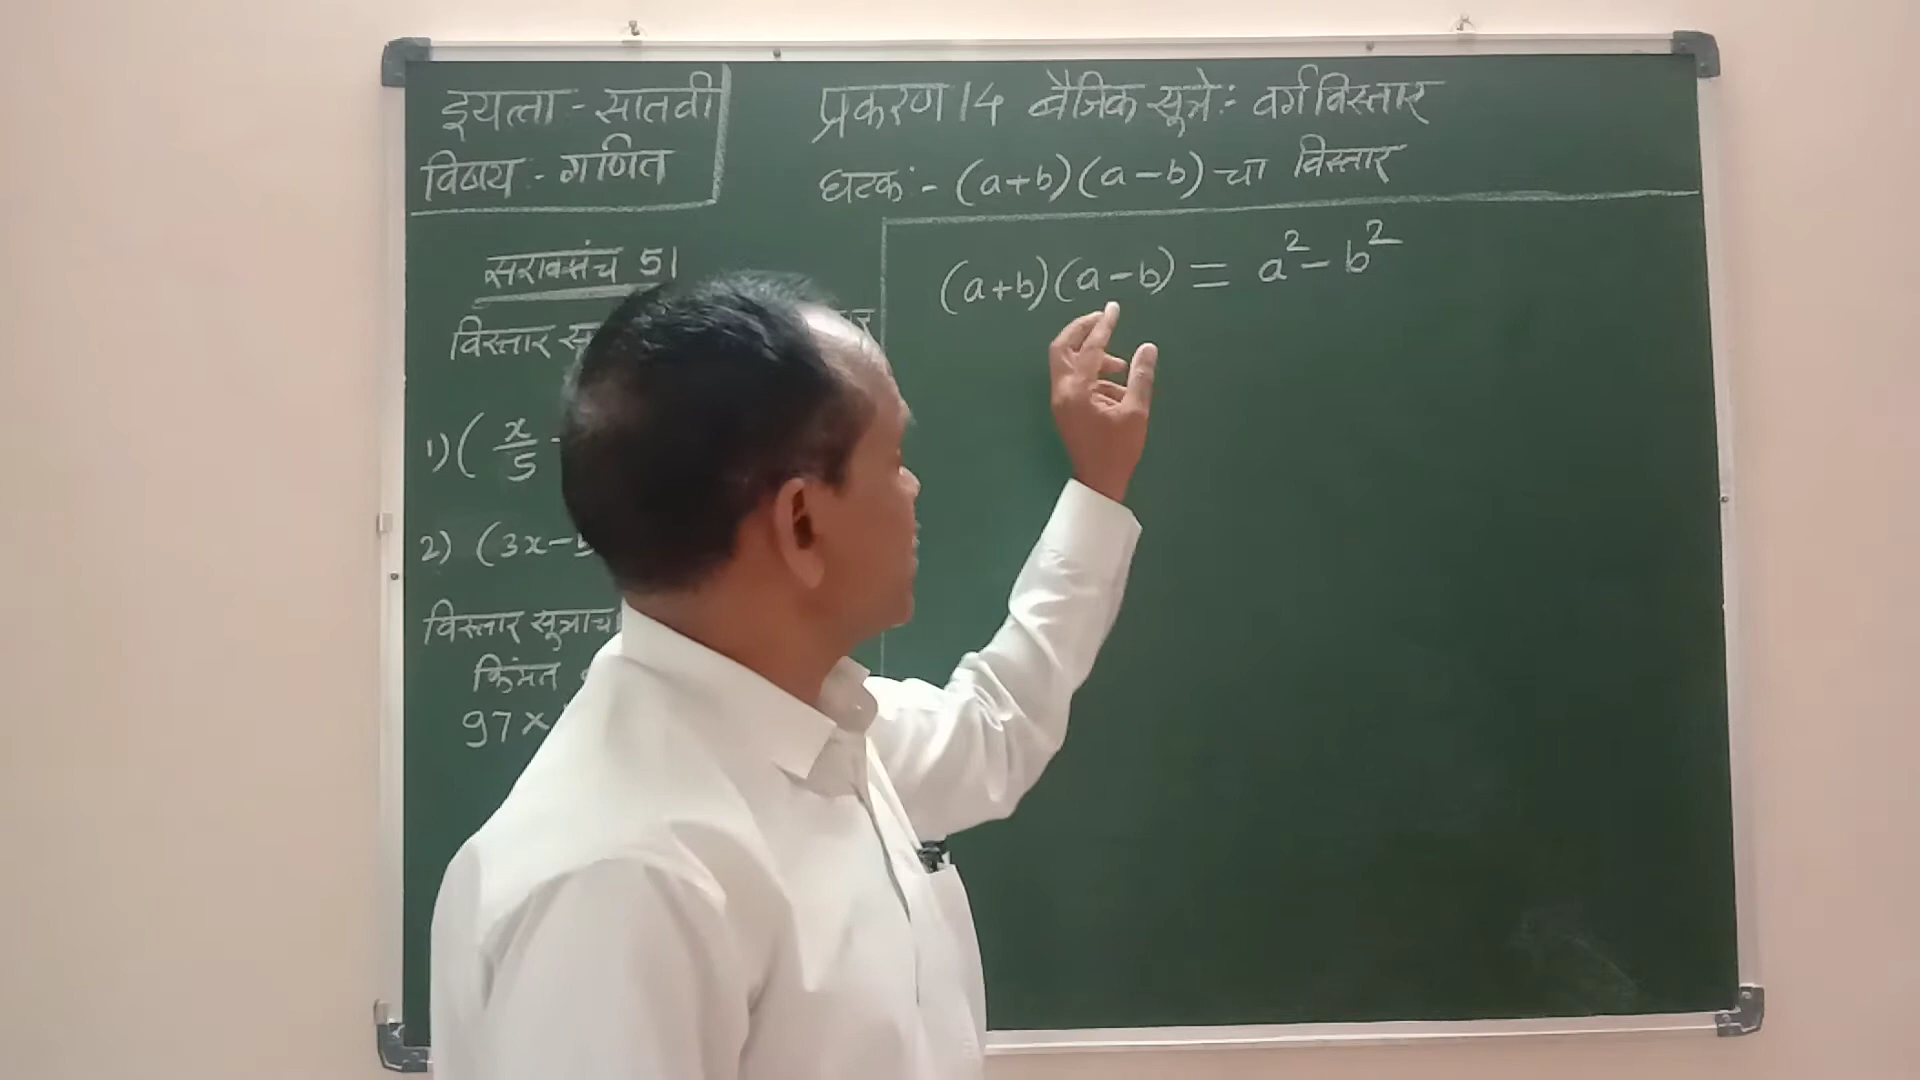 इयत्ता - सातवी
विषय :- गणित
प्रकरण 14 बैजिक सूत्रे :- वर्ग विस्तार
घटक :- (a+b)(a-b) चा विस्तार
सरावसंच 51
विस्तार
1) ( x/5
2) (3x-
विस्तार सूत्राचा
किंमत
97×
(a+b)(a-b) = a² - b²